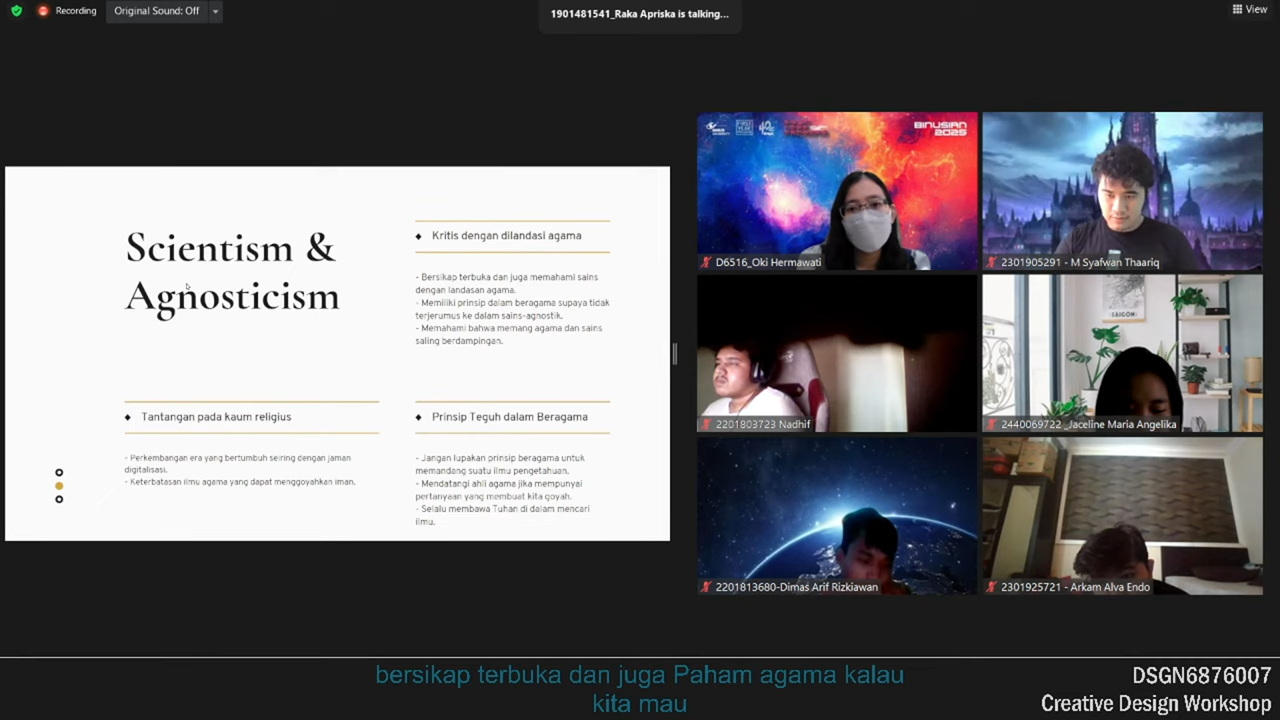 Recording
Original Sound: Off
1901481541_Raka Apriska is talking...
View
Scientism &
Agnosticism
Kritis dengan dilandasi agama
- Bersikap terbuka dan juga memahami sains
dengan landasan agama.
- Memiliki prinsip dalam beragama supaya tidak
terjerumus ke dalam sains-agnostik.
- Memahami bahwa memang agama dan sains
saling berdampingan.
Tantangan pada kaum religius
- Perkembangan era yang bertumbuh seiring dengan jaman
digitalisasi.
- Keterbatasan ilmu agama yang dapat menggoyahkan iman.
Prinsip Teguh dalam Beragama
- Jangan lupakan prinsip beragama untuk
memandang suatu ilmu pengetahuan.
- Mendatangi ahli agama jika mempunyai
pertanyaan yang membuat kita goyah.
- Selalu membawa Tuhan di dalam mencari
ilmu.
BINUSIAN
2025
D6516_Oki Hermawati
2301905291 - M Syafwan Thaariq
2201803723 Nadhif
SAIGON
2440069722 _Jaceline Maria Angelika
2201813680-Dimas Arif Rizkiawan
2301925721 - Arkam Alva Endo
bersikap terbuka dan juga Paham agama kalau
kita mau
DSGN6876007
Creative Design Workshop